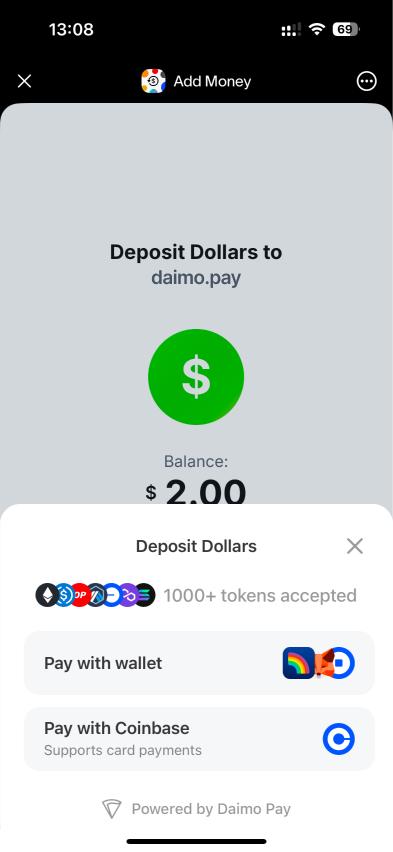 13:08
69
Add Money
Deposit Dollars to
daimo.pay
$
Balance:
$ 2.00
Deposit Dollars
OP
1000+ tokens accepted
Pay with wallet
Pay with Coinbase
Supports card payments
Powered by Daimo Pay